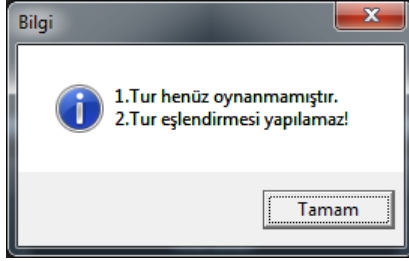 Bilgi
1.Tur henüz oynanmamıştır.
2.Tur eşlendirmesi yapılamaz!
Tamam